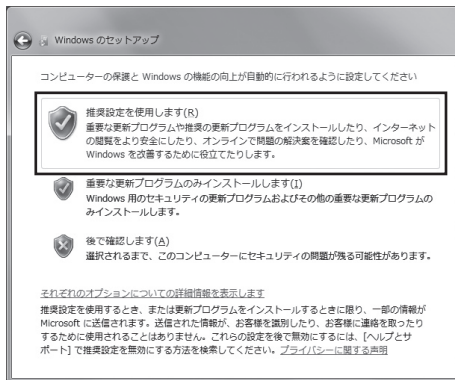 Windows のセットアップ
コンピューターの保護と Windows の機能の向上が自動的に行われるように設定してください
推奨設定を使用します(R)
重要な更新プログラムや推奨の更新プログラムをインストールしたり、インターネット
の閲覧をより安全にしたり、オンラインで問題の解決案を確認したり、Microsoft が
Windows を改善するために役立てたりします。
重要な更新プログラムのみインストールします(I)
Windows 用のセキュリティの更新プログラムおよびその他の重要な更新プログラムの
みインストールします。
後で確認します(A)
選択されるまで、このコンピューターにセキュリティの問題が残る可能性があります。
それぞれのオプションについての詳細情報を表示します
推奨設定を使用するとき、または更新プログラムをインストールするときに限り、一部の情報が
Microsoft に送信されます。送信された情報が、お客様を識別したり、お客様に連絡を取ったり
するために使用されることはありません。これらの設定を後で無効にするには、[ヘルプとサ
ポート] で推奨設定を無効にする方法を検索してください。プライバシーに関する声明